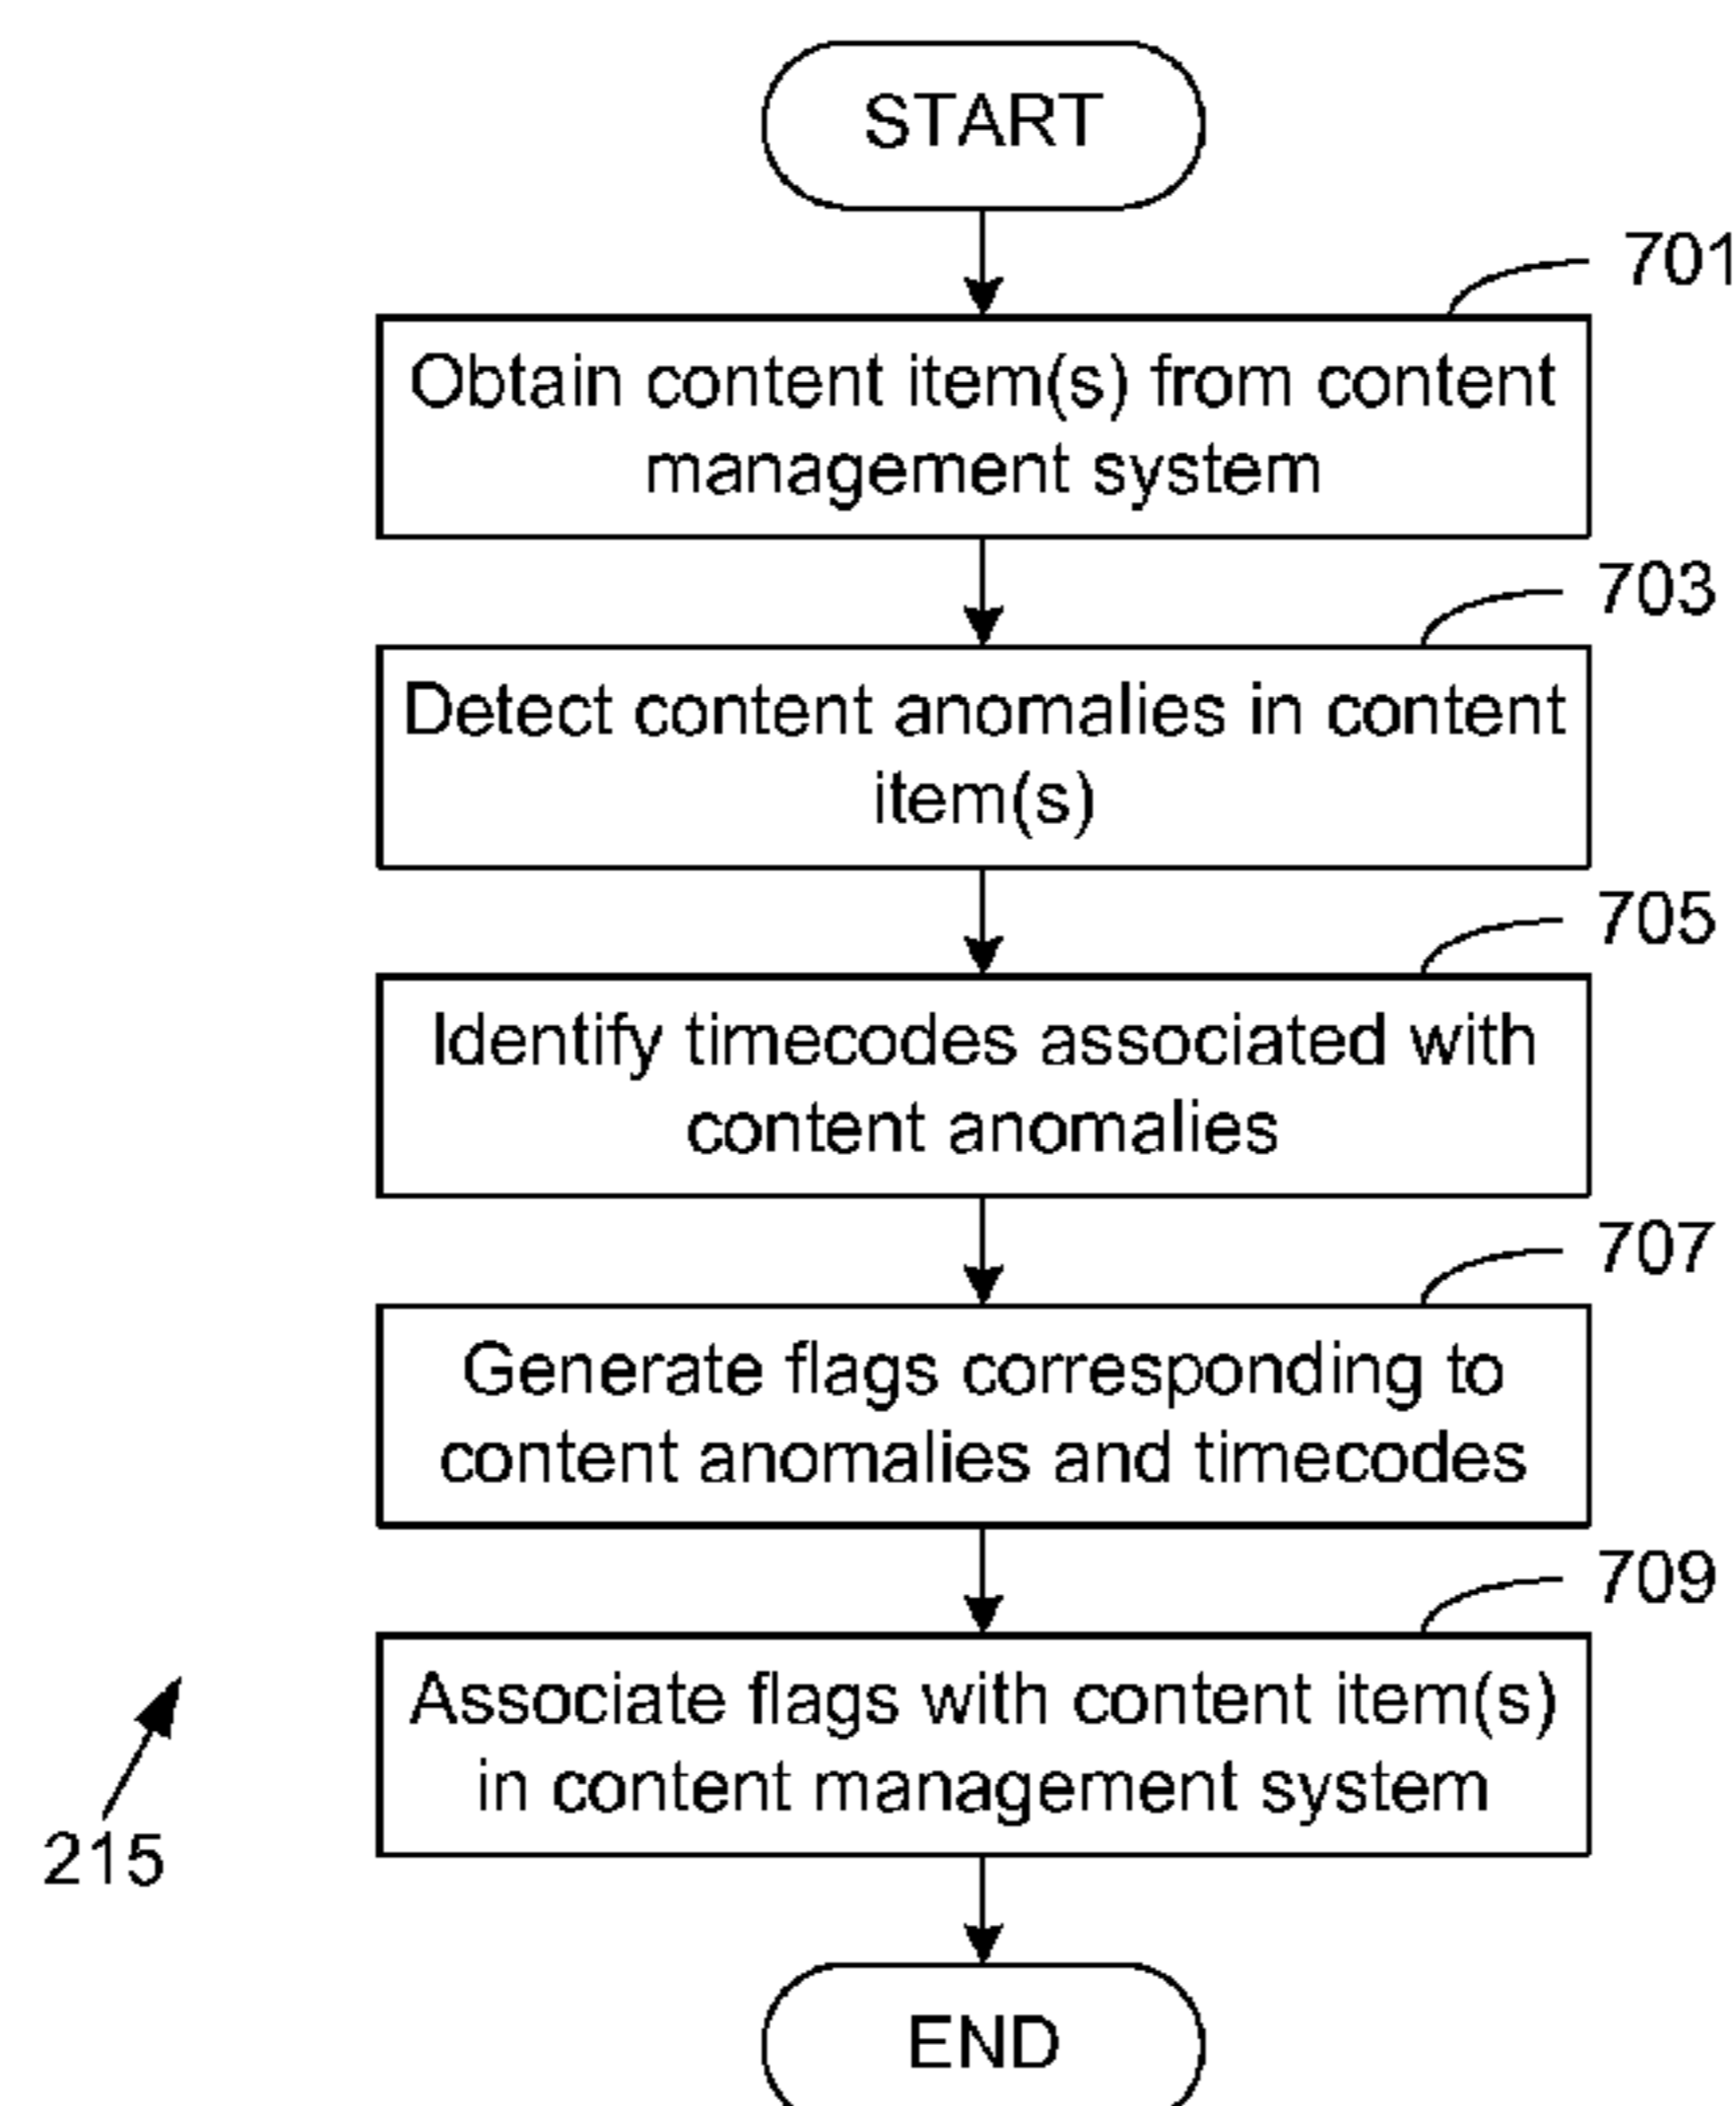 START
701
Obtain content item(s) from content
management system
703
Detect content anomalies in content
item(s)
705
Identify timecodes associated with
content anomalies
707
Generate flags corresponding to
content anomalies and timecodes
709
Associate flags with content item(s)
in content management system
215
END